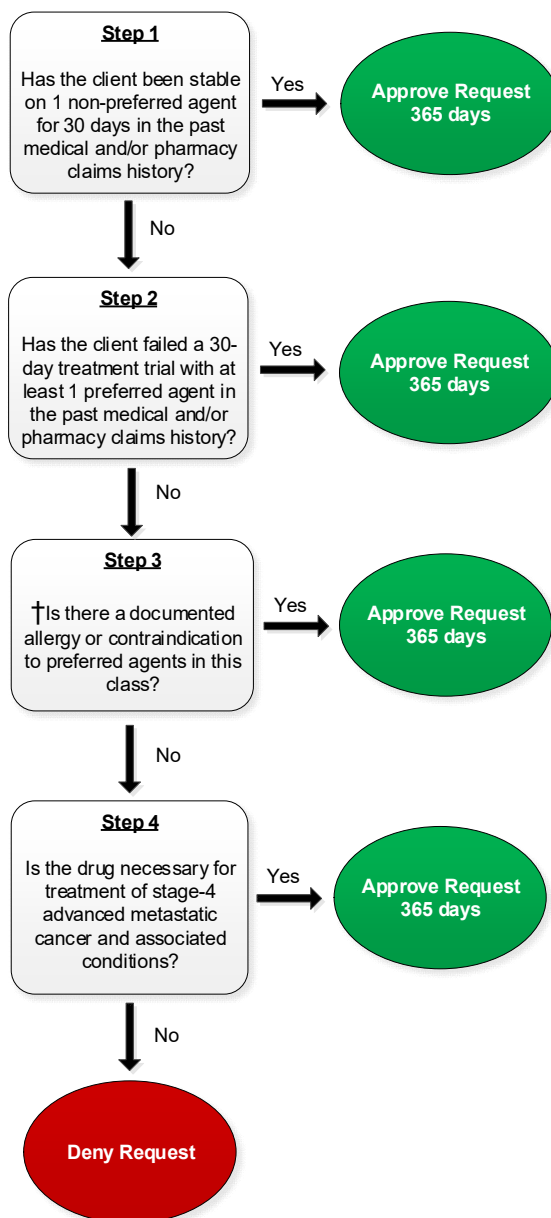 Step 1
Has the client been stable
on 1 non-preferred agent
for 30 days in the past
medical and/or pharmacy
claims history?
Yes
Approve Request
365 days
No
Step 2
Has the client failed a 30-
day treatment trial with at
least 1 preferred agent in
the past medical and/or
pharmacy claims history?
Yes
Approve Request
365 days
No
Step 3
†Is there a documented
allergy or contraindication
to preferred agents in this
class?
Yes
Approve Request
365 days
No
Step 4
Is the drug necessary for
treatment of stage-4
advanced metastatic
cancer and associated
conditions?
Yes
Approve Request
365 days
No
Deny Request